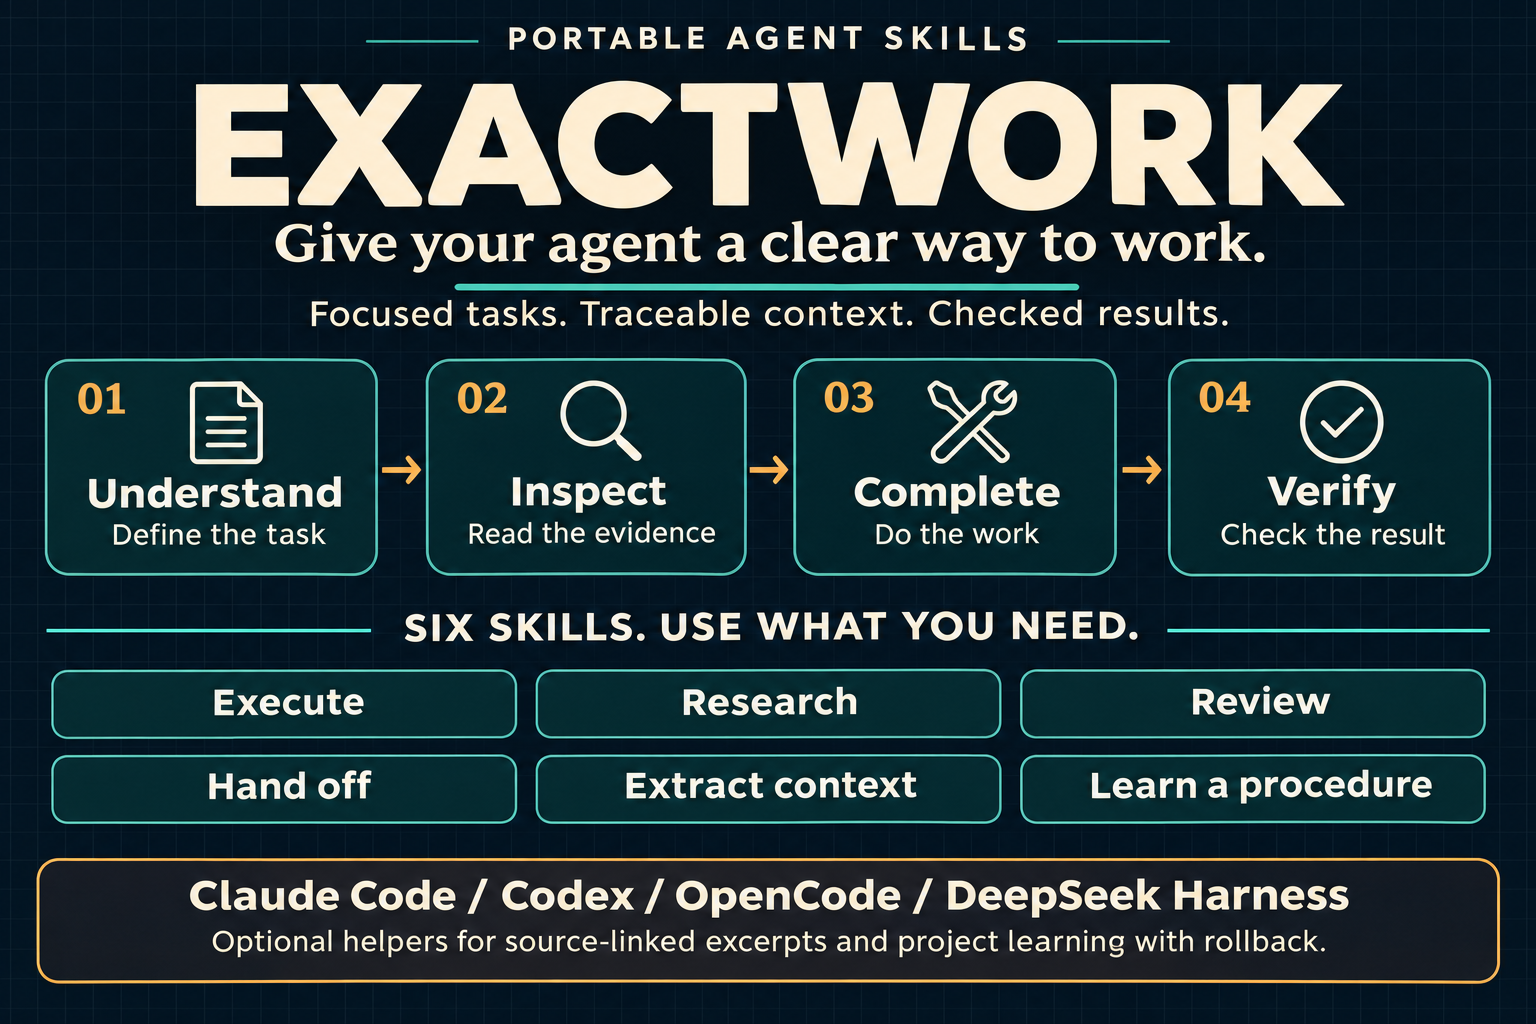 PORTABLE AGENT SKILLS
EXACTWORK
Give your agent a clear way to work.
Focused tasks. Traceable context. Checked results.
01
Understand
Define the task
02
Inspect
Read the evidence
03
Complete
Do the work
04
Verify
Check the result
SIX SKILLS. USE WHAT YOU NEED.
Execute
Research
Review
Hand off
Extract context
Learn a procedure
Claude Code / Codex / OpenCode / DeepSeek Harness
Optional helpers for source-linked excerpts and project learning with rollback.